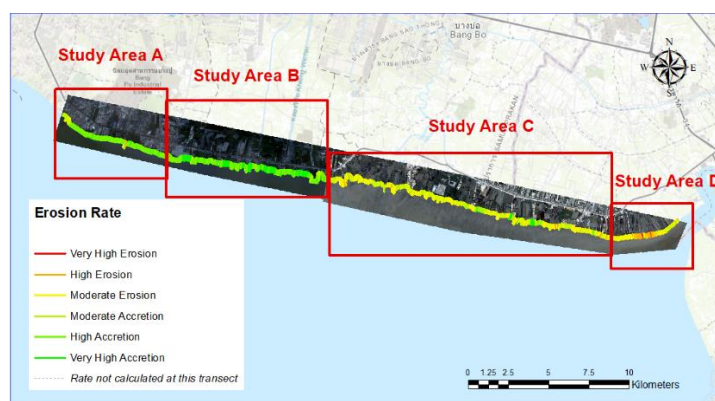 Study Area A
Study Area B
Study Area C
Study Area D
บางบ่อ
Bang Bo
N
W
E
S
Erosion Rate
Very High Erosion
High Erosion
Moderate Erosion
Moderate Accretion
High Accretion
Very High Accretion
Rate not calculated at this transect
0 1.25 2.5 5 7.5 10
Kilometers